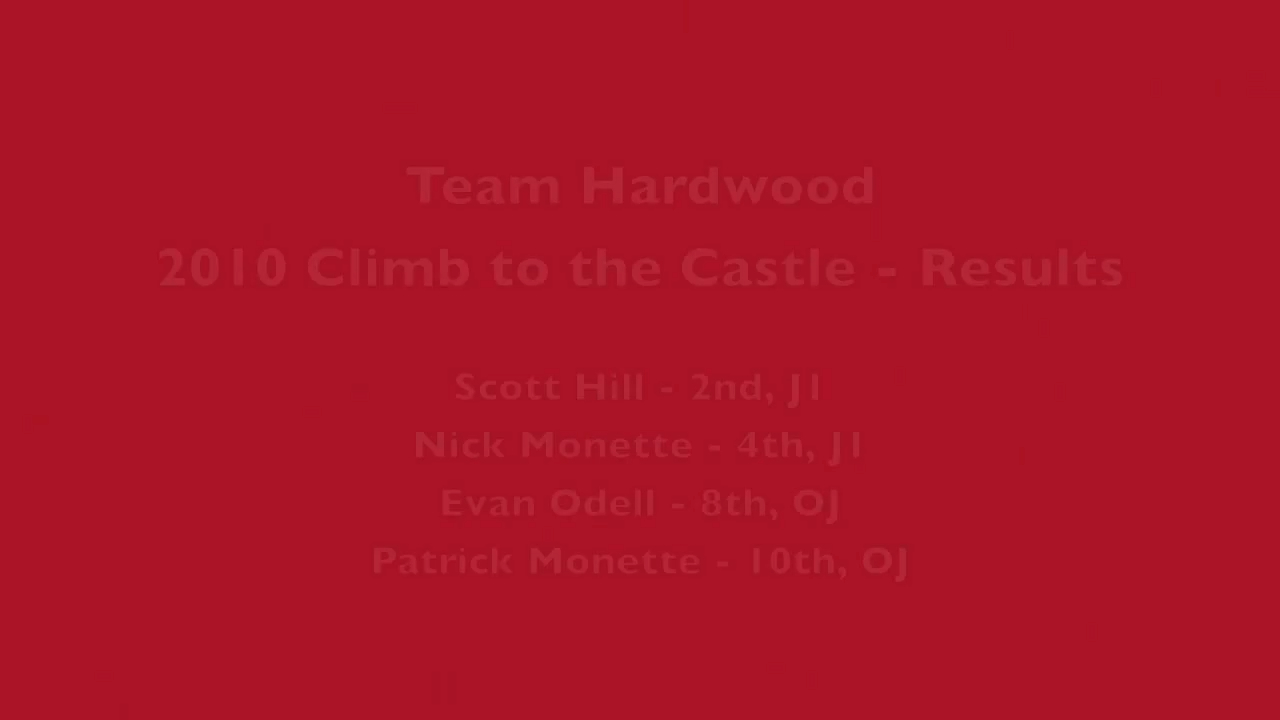 Team Hardwood
2010 Climb to the Castle - Results
Scott Hill - 2nd, J1
Nick Monette - 4th, J1
Evan Odell - 8th, OJ
Patrick Monette - 10th, OJ